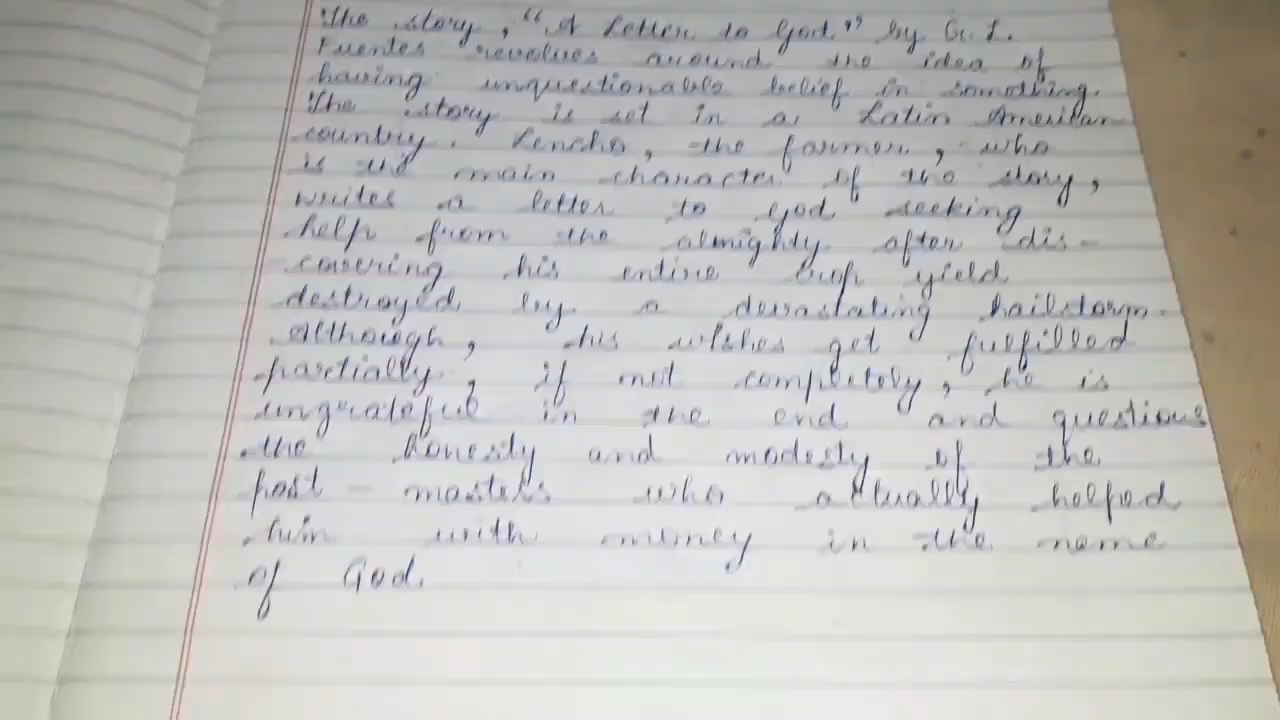 The story, "A Letter to God." by G. L.
Fuentes revolves around the idea of
having unquestionable belief in something.
The story is set in a Latin American
country. Lencho, the farmer, who
is the main character of the story,
writes a letter to God seeking
help from the almighty after dis-
covering his entire crop yield
destroyed by a devastating hailstorm.
Although, his wishes get fulfilled
partially, if not completely, he is
ungrateful in the end and questions
the honesty and modesty of the
post-masters who actually helped
him with money in the name
of God.